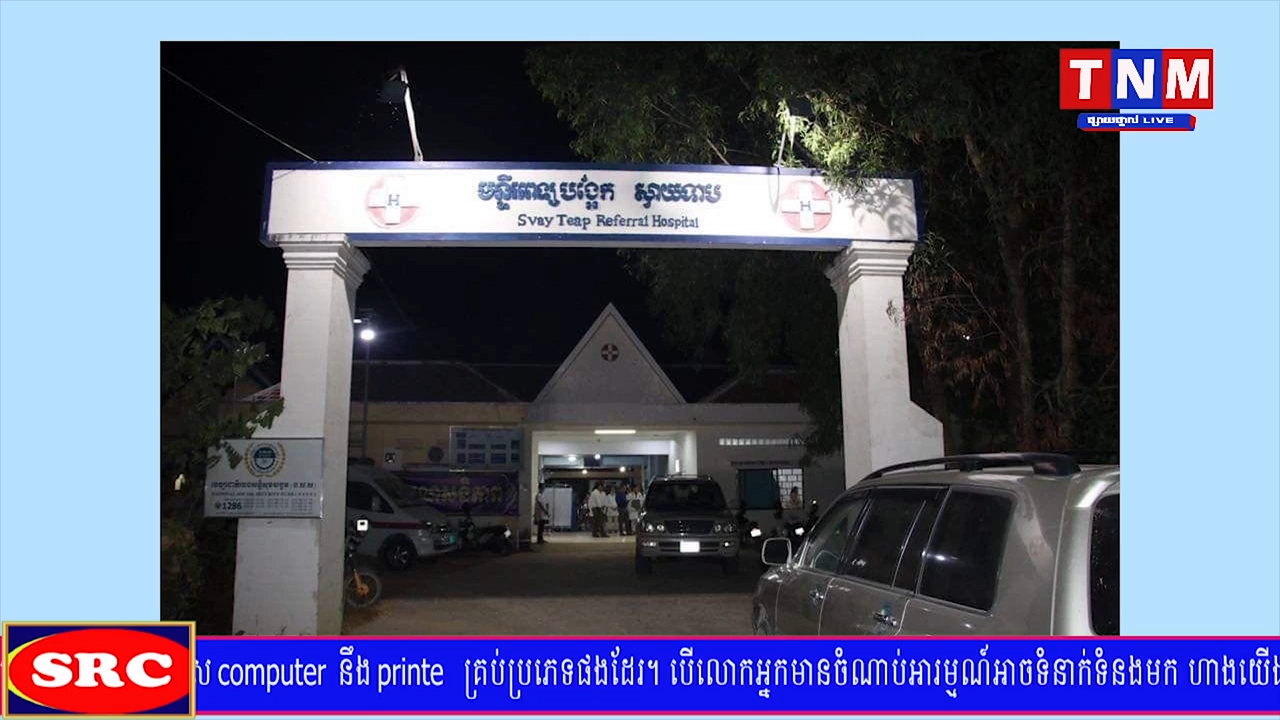 TNM
ផ្សាយផ្ទាល់ LIVE
H
មន្ទីរពេទ្យបង្អែក ស្វាយទាប
H
Svay Teap Referral Hospital
1286
SRC
computer នឹង printe គ្រប់ប្រភេទផងដែរ។ បើលោកអ្នកមានចំណាប់អារម្មណ៍អាចទំនាក់ទំនងមក ហាងយើង